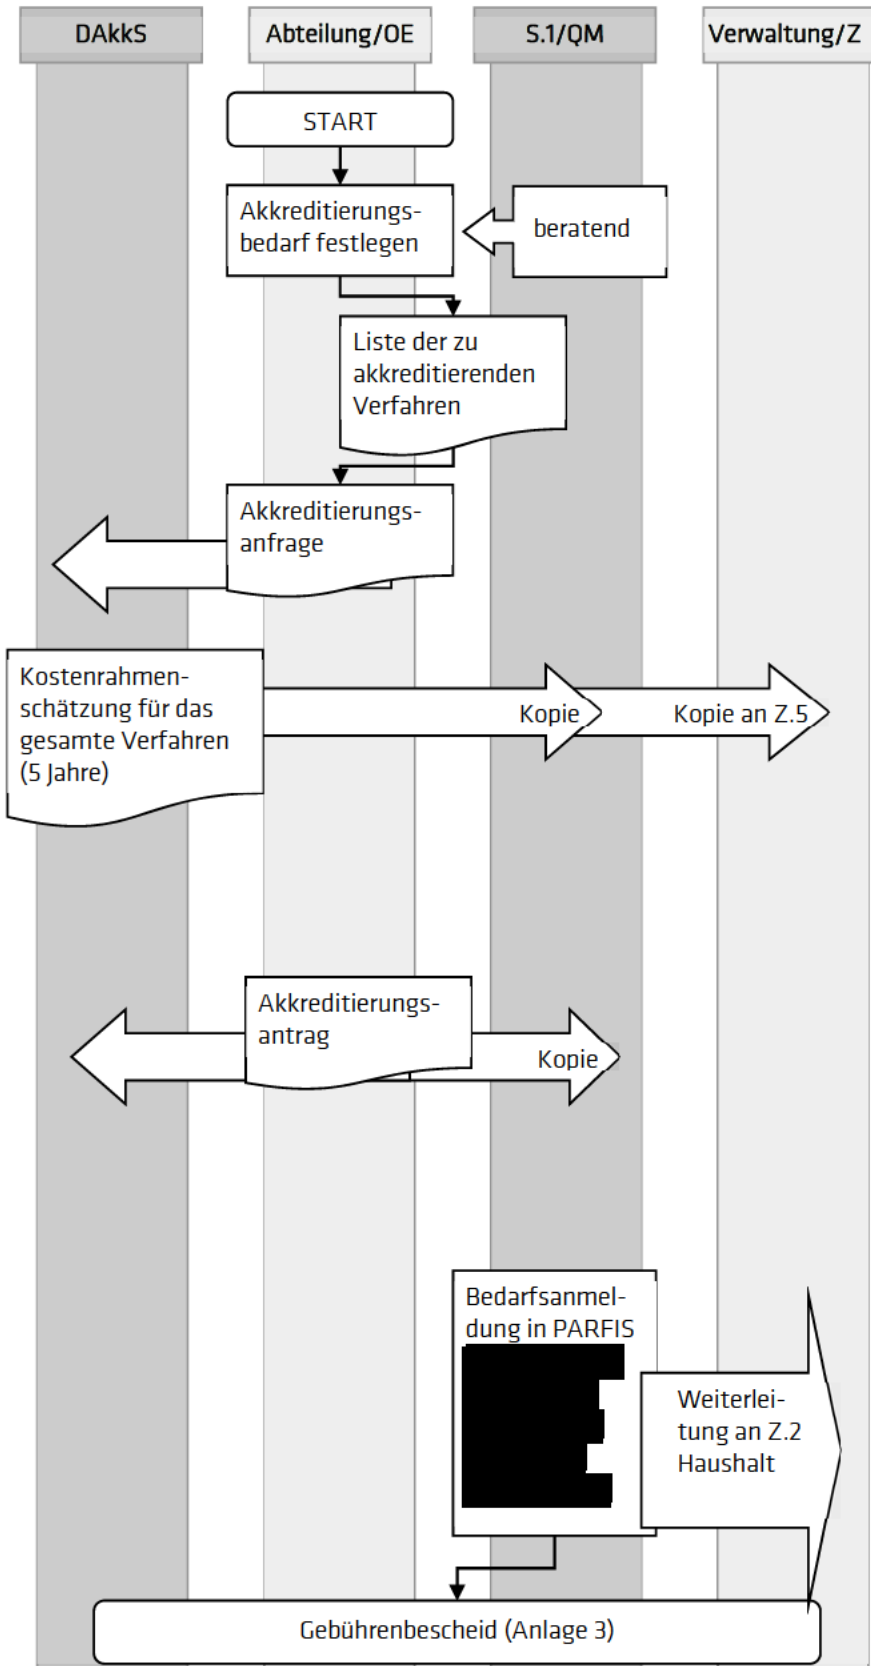 DAkkS
Abteilung/OE
S.1/QM
Verwaltung/Z
START
Akkreditierungs-
bedarf festlegen
beratend
Liste der zu
akkreditierenden
Verfahren
Akkreditierungs-
anfrage
Kostenrahmen-
schätzung für das
gesamte Verfahren
(5 Jahre)
Kopie
Kopie an Z.5
Akkreditierungs-
antrag
Kopie
Bedarfsanmel-
dung in PARFIS
Weiterlei-
tung an Z.2
Haushalt
Gebührenbescheid (Anlage 3)